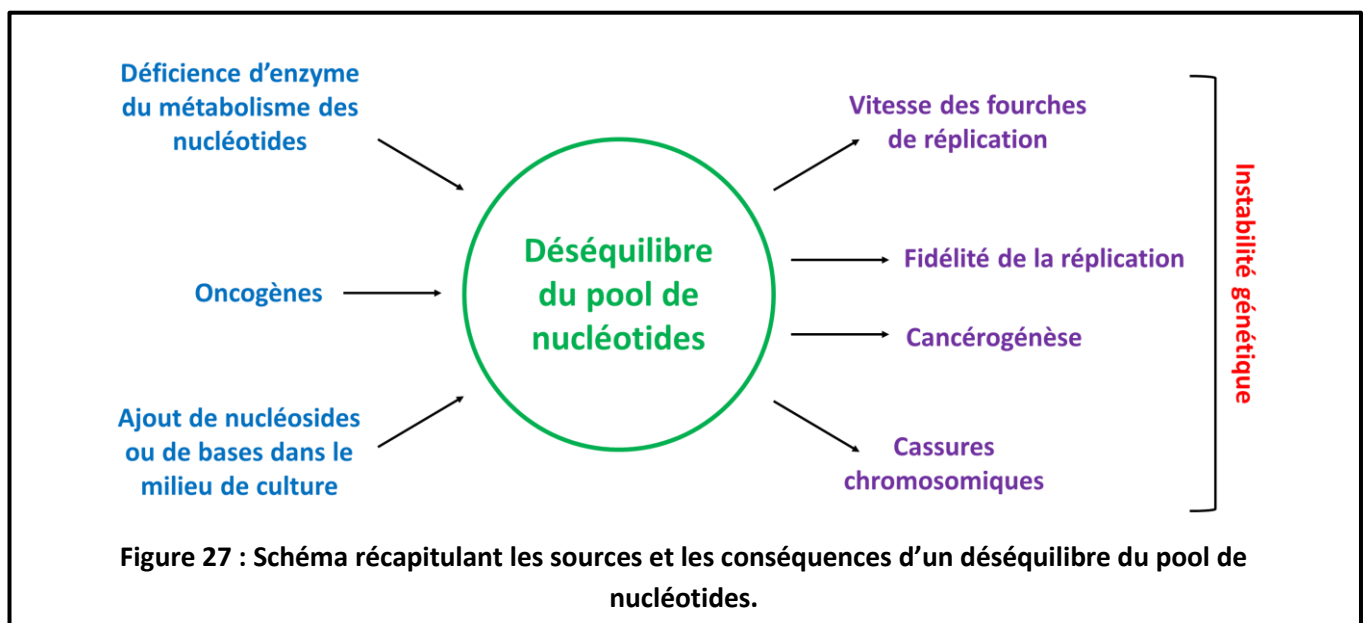 Déficience d’enzyme
du métabolisme des
nucléotides
Oncogènes
Ajout de nucléosides
ou de bases dans le
milieu de culture
Déséquilibre
du pool de
nucléotides
Vitesse des fourches
de réplication
Fidélité de la réplication
Cancérogénèse
Cassures
chromosomiques
Instabilité génétique
Figure 27 : Schéma récapitulant les sources et les conséquences d’un déséquilibre du pool de
nucléotides.